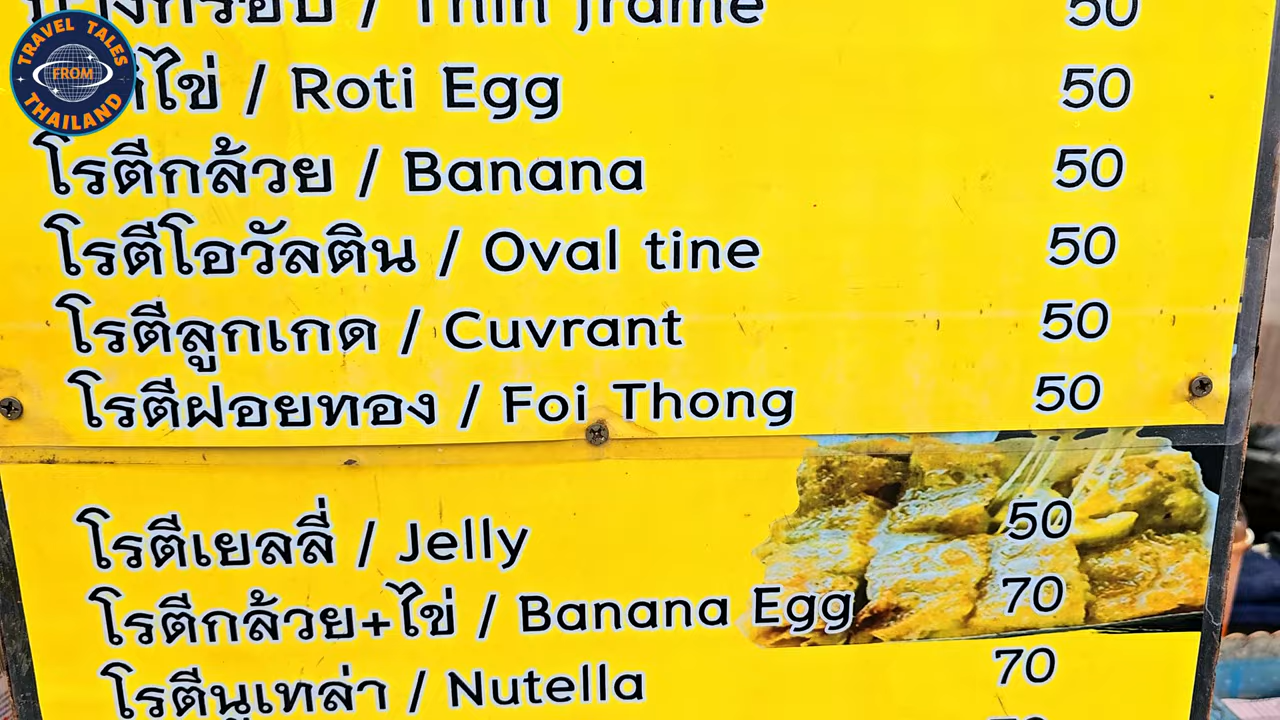 TRAVEL TALES
FROM
THAILAND
/ Thin frame 50
ไข่ / Roti Egg 50
โรตีกล้วย / Banana 50
โรตีโอวัลติน / Oval tine 50
โรตีลูกเกด / Cuvrant 50
โรตีฝอยทอง / Foi Thong 50
โรตีเยลลี่ / Jelly 50
โรตีกล้วย+ไข่ / Banana Egg 70
โรตีนูเทล่า / Nutella 70